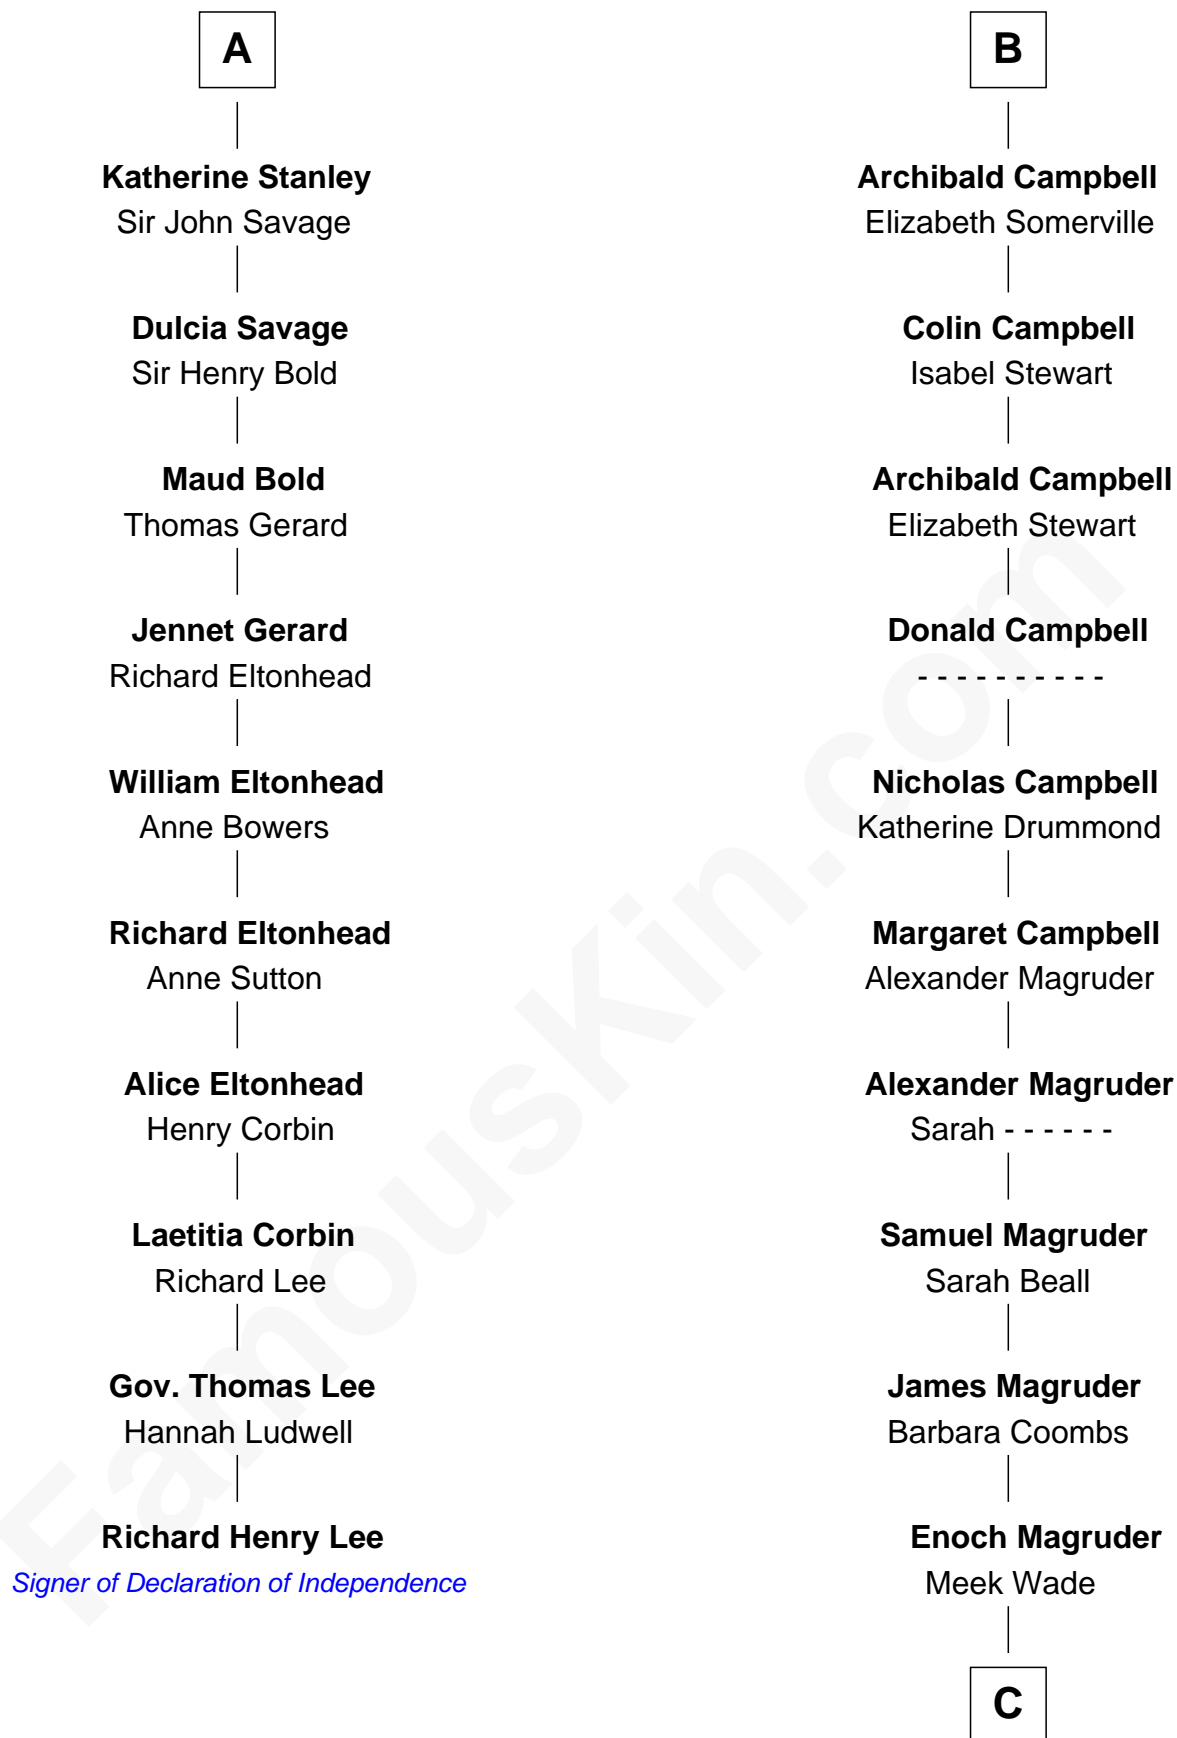 A
Katherine Stanley
Sir John Savage
Dulcia Savage
Sir Henry Bold
Maud Bold
Thomas Gerard
Jennet Gerard
Richard Eltonhead
William Eltonhead
Anne Bowers
Richard Eltonhead
Anne Sutton
Alice Eltonhead
Henry Corbin
Laetitia Corbin
Richard Lee
Gov. Thomas Lee
Hannah Ludwell
Richard Henry Lee
Signer of Declaration of Independence
B
Archibald Campbell
Elizabeth Somerville
Colin Campbell
Isabel Stewart
Archibald Campbell
Elizabeth Stewart
Donald Campbell
- - - - - - - - - -
Nicholas Campbell
Katherine Drummond
Margaret Campbell
Alexander Magruder
Alexander Magruder
Sarah - - - - - -
Samuel Magruder
Sarah Beall
James Magruder
Barbara Coombs
Enoch Magruder
Meek Wade
C
FamousKin.com